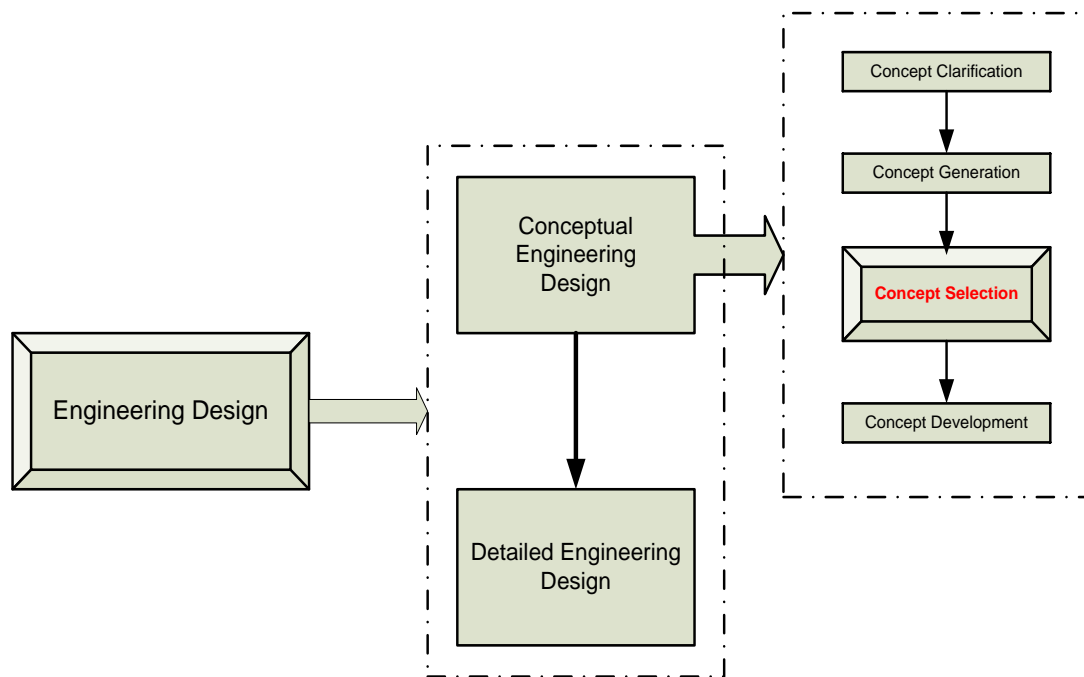 Engineering Design
Conceptual
Engineering
Design
Detailed Engineering
Design
Concept Clarification
Concept Generation
Concept Selection
Concept Development